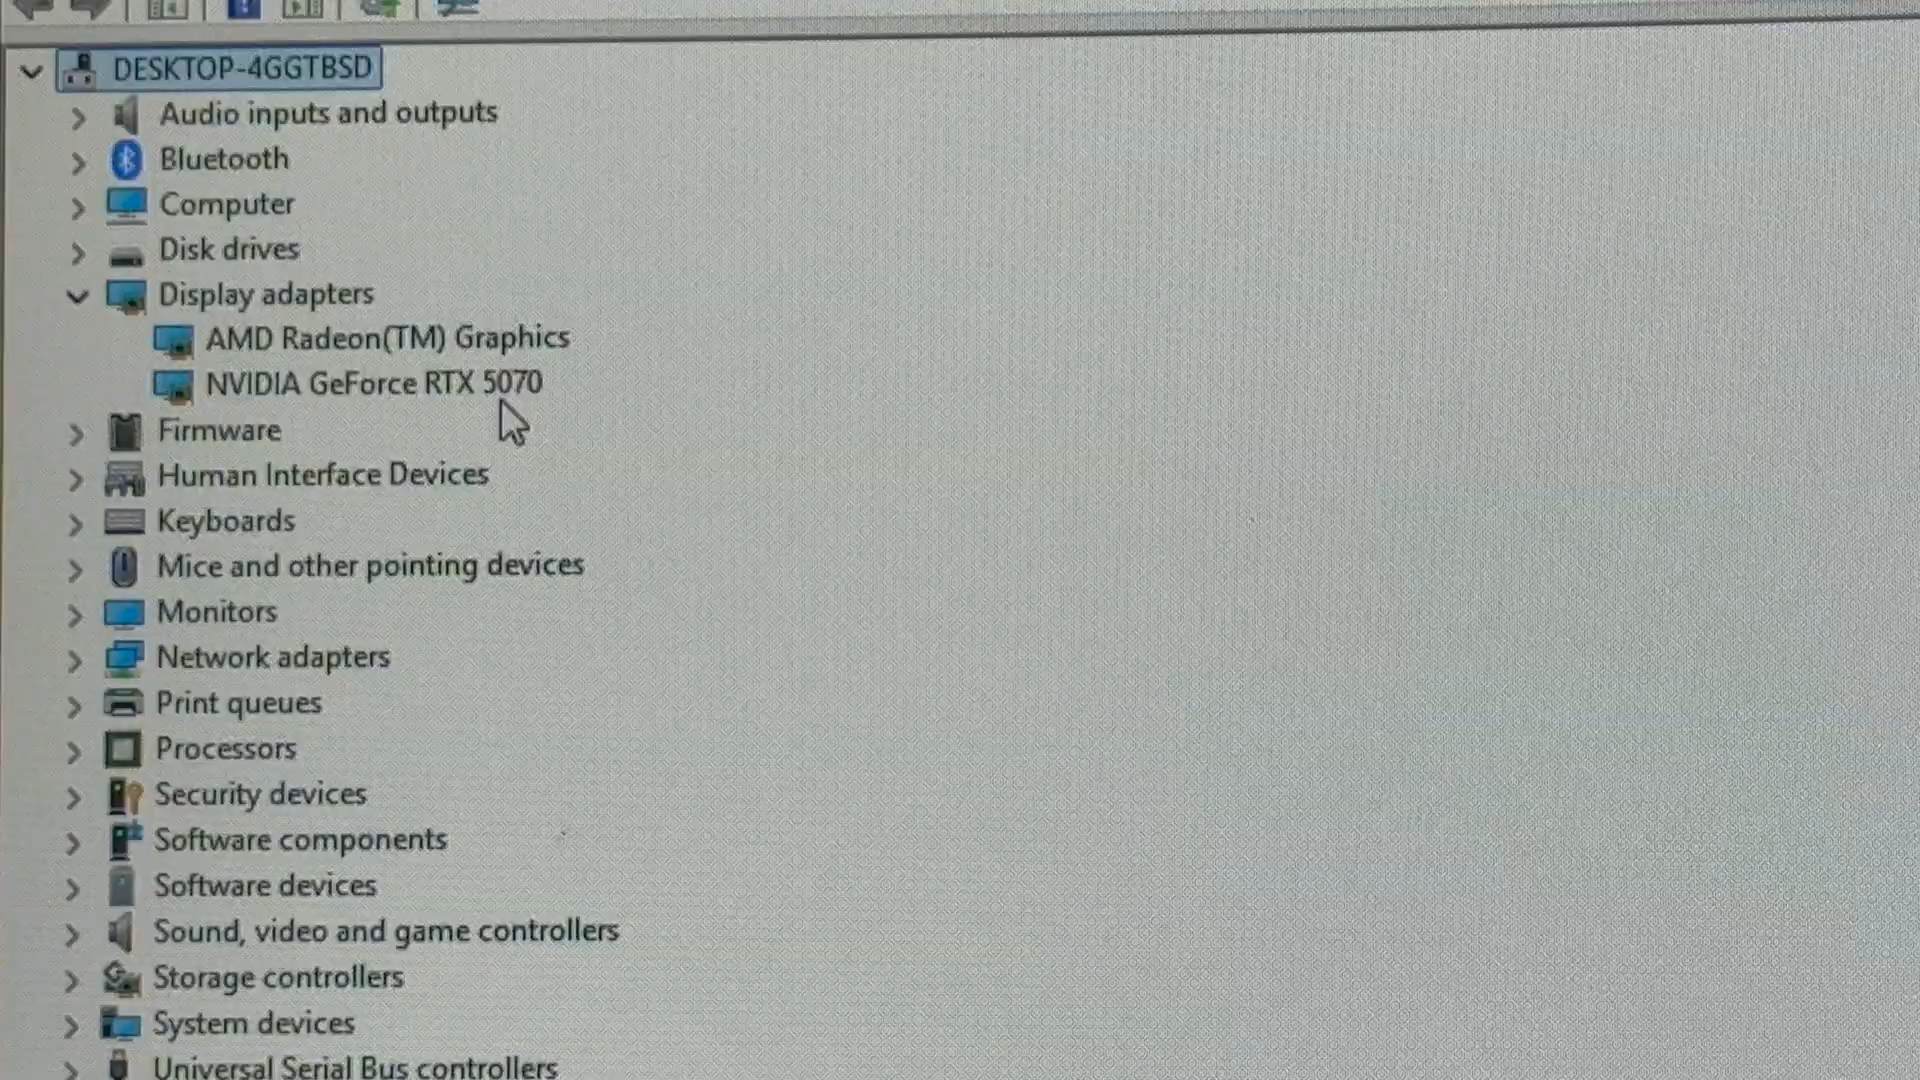 DESKTOP-4GGTBSD
Audio inputs and outputs
Bluetooth
Computer
Disk drives
Display adapters
AMD Radeon(TM) Graphics
NVIDIA GeForce RTX 5070
Firmware
Human Interface Devices
Keyboards
Mice and other pointing devices
Monitors
Network adapters
Print queues
Processors
Security devices
Software components
Software devices
Sound, video and game controllers
Storage controllers
System devices
Universal Serial Bus controllers